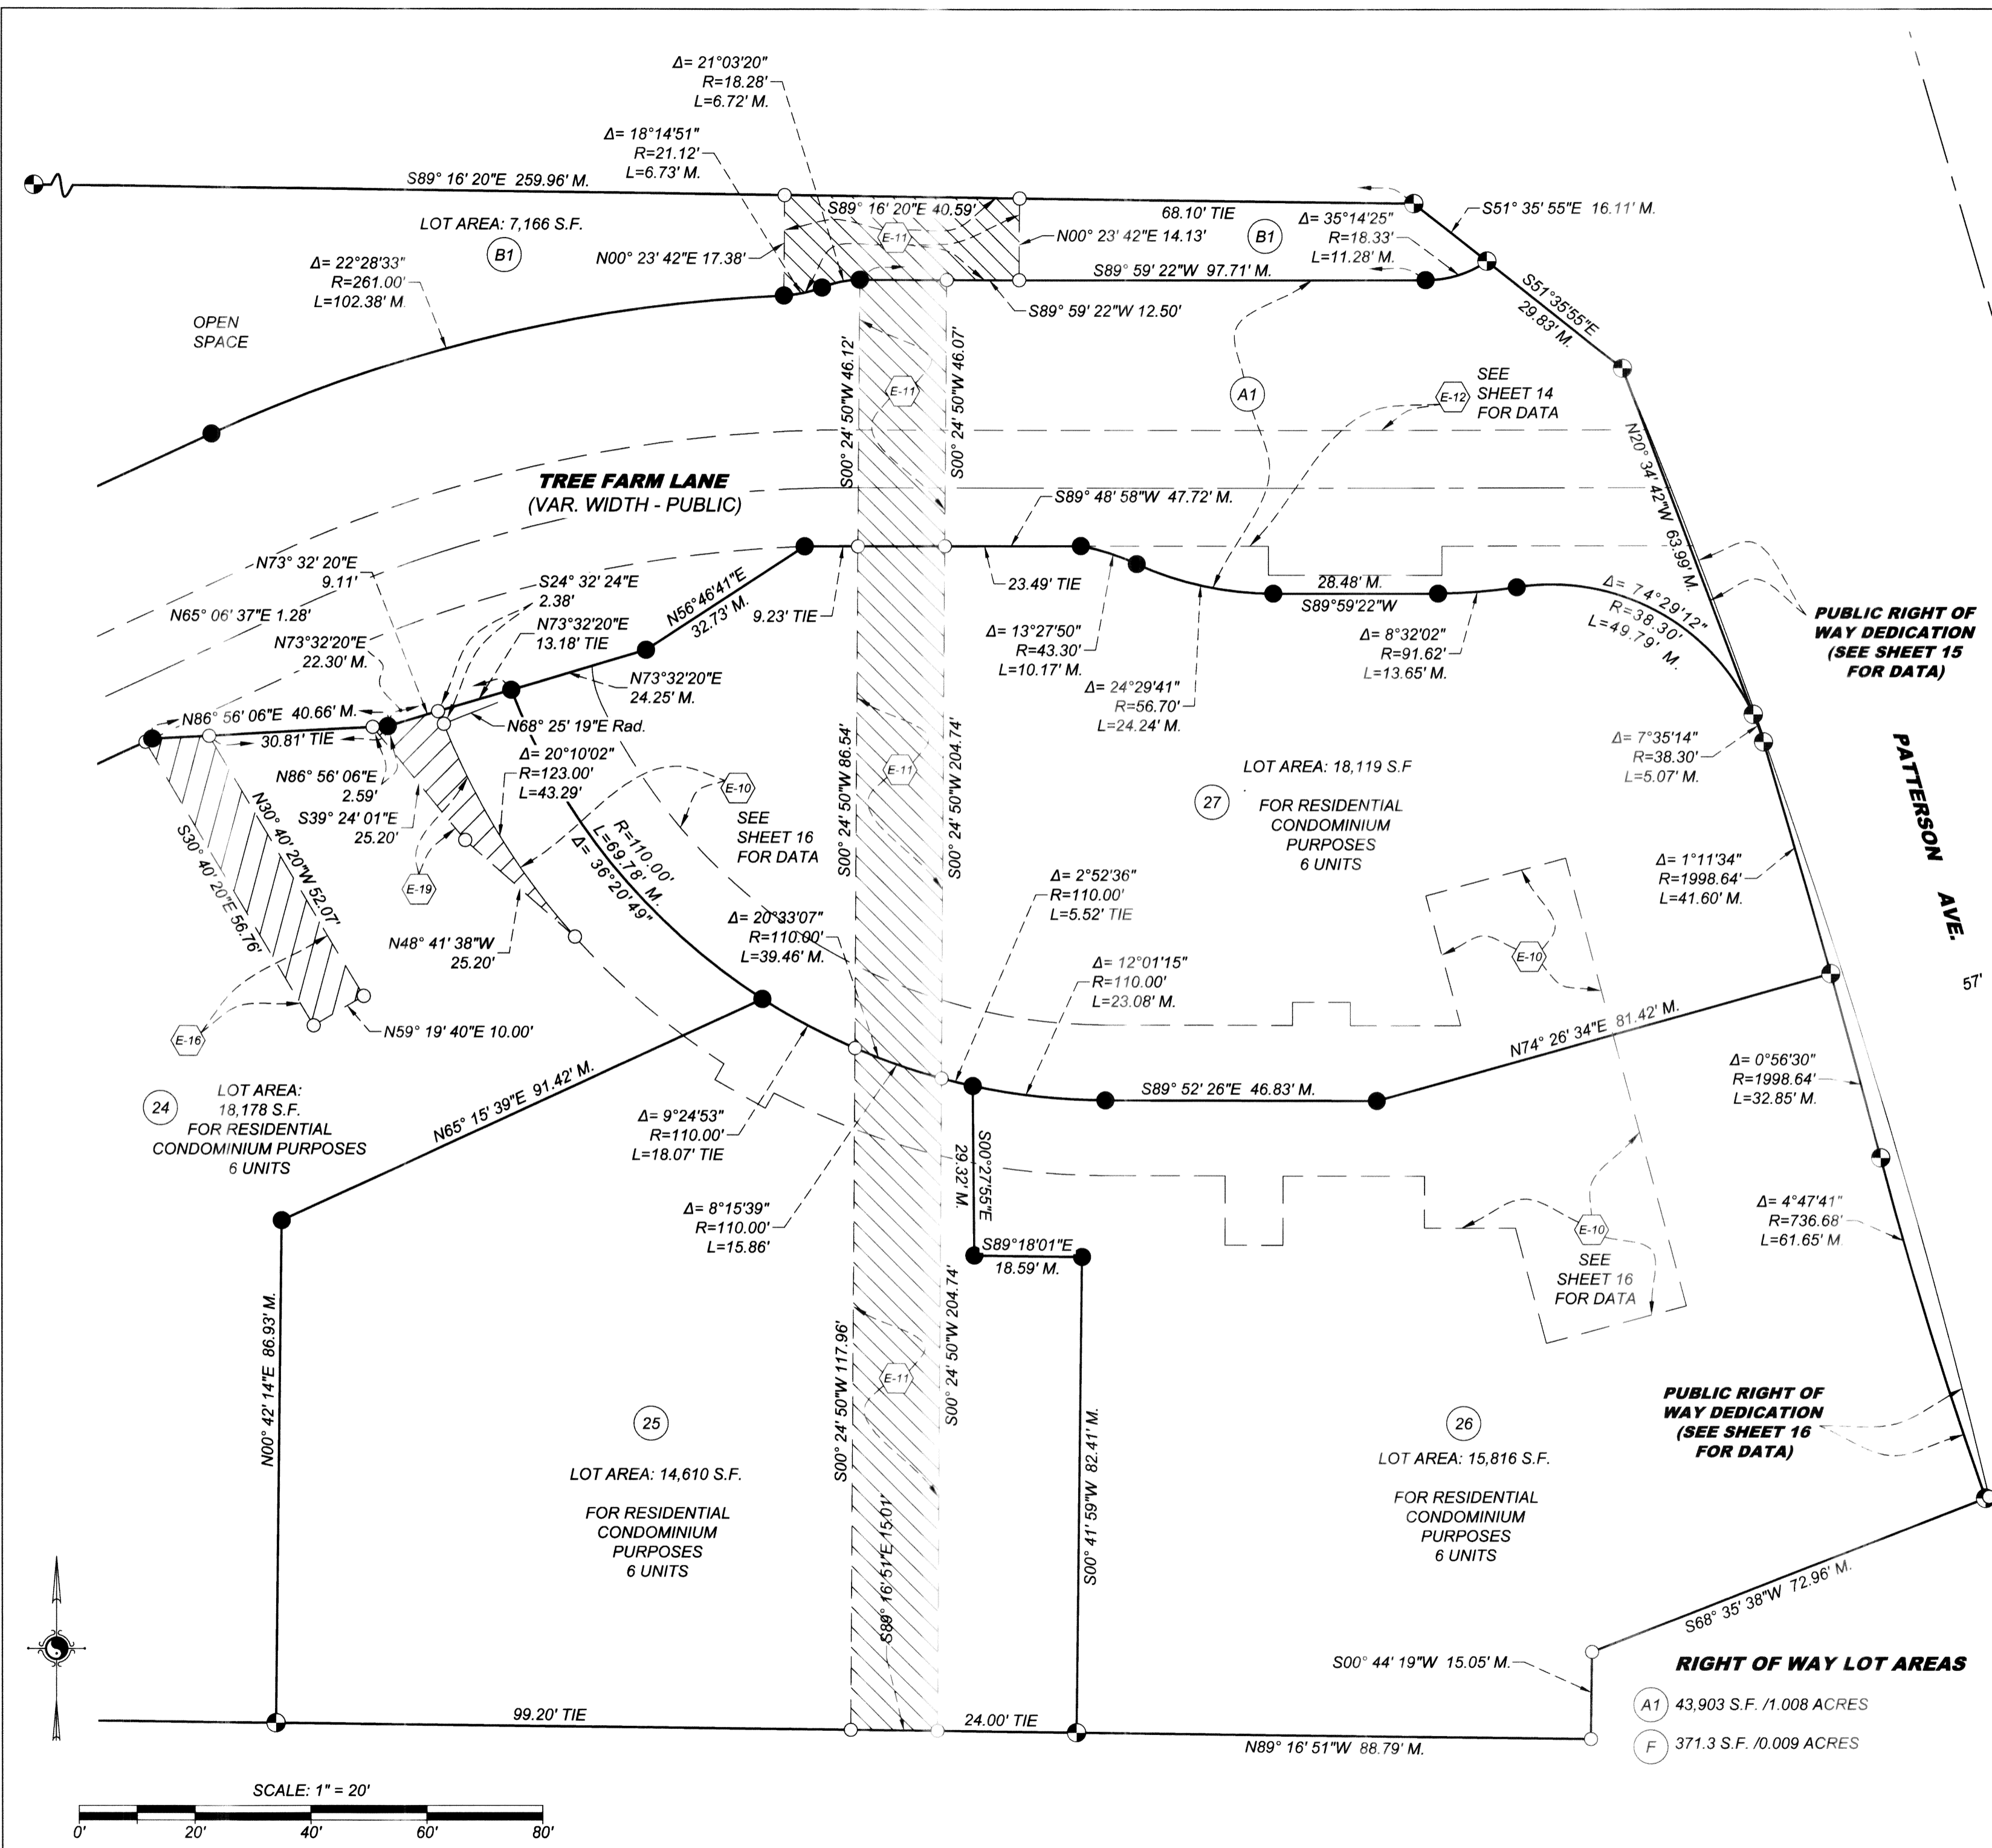 Δ= 21°03'20"
R=18.28'
L=6.72' M.
Δ= 18°14'51"
R=21.12'
L=6.73' M.
S89° 16' 20"E 259.96' M.
LOT AREA: 7,166 S.F.
B1
S89° 16' 20"E 40.59'
E-11
N00° 23' 42"E 17.38'
68.10' TIE
N00° 23' 42"E 14.13'
B1
Δ= 35°14'25"
R=18.33'
L=11.28' M.
S51° 35' 55"E 16.11' M.
S89° 59' 22"W 97.71' M.
S89° 59' 22"W 12.50'
S51°35'55"E
29.83' M.
Δ= 22°28'33"
R=261.00'
L=102.38' M.
OPEN
SPACE
S00° 24' 50"W 46.12'
E-11
S00° 24' 50"W 46.07'
A1
E-12
SEE
SHEET 14
FOR DATA
N20° 34' 42"W 63.99' M.
TREE FARM LANE
(VAR. WIDTH - PUBLIC)
S89° 48' 58"W 47.72' M.
N73° 32' 20"E
9.11'
S24° 32' 24"E
2.38'
N65° 06' 37"E 1.28'
N73°32'20"E
13.18' TIE
N73°32'20"E
22.30' M.
N56°46'41"E
32.73' M.
9.23' TIE
23.49' TIE
28.48' M.
S89°59'22"W
Δ= 13°27'50"
R=43.30'
L=10.17' M.
Δ= 24°29'41"
R=56.70'
L=24.24' M.
Δ= 8°32'02"
R=91.62'
L=13.65' M.
Δ= 74°29'12"
R=38.30'
L=49.79' M.
PUBLIC RIGHT OF
WAY DEDICATION
(SEE SHEET 15
FOR DATA)
N73°32'20"E
24.25' M.
N86° 56' 06"E 40.66' M.
30.81' TIE
N68° 25' 19"E Rad.
N86° 56' 06"E
2.59'
Δ= 20°10'02"
R=123.00'
L=43.29'
S39° 24' 01"E
25.20'
E-10
SEE
SHEET 16
FOR DATA
S00° 24' 50"W 86.54'
E-11
S00° 24' 50"W 204.74'
Δ= 7°35'14"
R=38.30'
L=5.07' M.
PATTERSON AVE.
57'
LOT AREA: 18,119 S.F
27
FOR RESIDENTIAL
CONDOMINIUM
PURPOSES
6 UNITS
S30° 40' 20"E 56.76'
N30° 40' 20"W 52.07'
E-19
R=110.00'
L=69.78' M.
Δ= 36°20'49"
N48° 41' 38"W
25.20'
Δ= 20°33'07"
R=110.00'
L=39.46' M.
Δ= 2°52'36"
R=110.00'
L=5.52' TIE
Δ= 12°01'15"
R=110.00'
L=23.08' M.
Δ= 1°11'34"
R=1998.64'
L=41.60' M.
E-10
E-16
N59° 19' 40"E 10.00'
N74° 26' 34"E 81.42' M.
24
LOT AREA:
18,178 S.F.
FOR RESIDENTIAL
CONDOMINIUM PURPOSES
6 UNITS
N65° 15' 39"E 91.42' M.
Δ= 9°24'53"
R=110.00'
L=18.07' TIE
S89° 52' 26"E 46.83' M.
Δ= 0°56'30"
R=1998.64'
L=32.85' M.
S00°27'55"E
29.32' M.
Δ= 8°15'39"
R=110.00'
L=15.86'
S89°18'01"E
18.59' M.
E-10
SEE
SHEET 16
FOR DATA
Δ= 4°47'41"
R=736.68'
L=61.65' M.
N00° 42' 14"E 86.93' M.
S00° 24' 50"W 117.96'
E-11
S00° 24' 50"W 204.74'
S00° 41' 59"W 82.41' M.
PUBLIC RIGHT OF
WAY DEDICATION
(SEE SHEET 16
FOR DATA)
25
LOT AREA: 14,610 S.F.
FOR RESIDENTIAL
CONDOMINIUM
PURPOSES
6 UNITS
26
LOT AREA: 15,816 S.F.
FOR RESIDENTIAL
CONDOMINIUM
PURPOSES
6 UNITS
S89° 16' 51"E 15.01'
S68° 35' 38"W 72.96' M.
S00° 44' 19"W 15.05' M.
99.20' TIE
24.00' TIE
N89° 16' 51"W 88.79' M.
RIGHT OF WAY LOT AREAS
A1 43,903 S.F. /1.008 ACRES
F 371.3 S.F. /0.009 ACRES
SCALE: 1" = 20'
0' 20' 40' 60' 80'